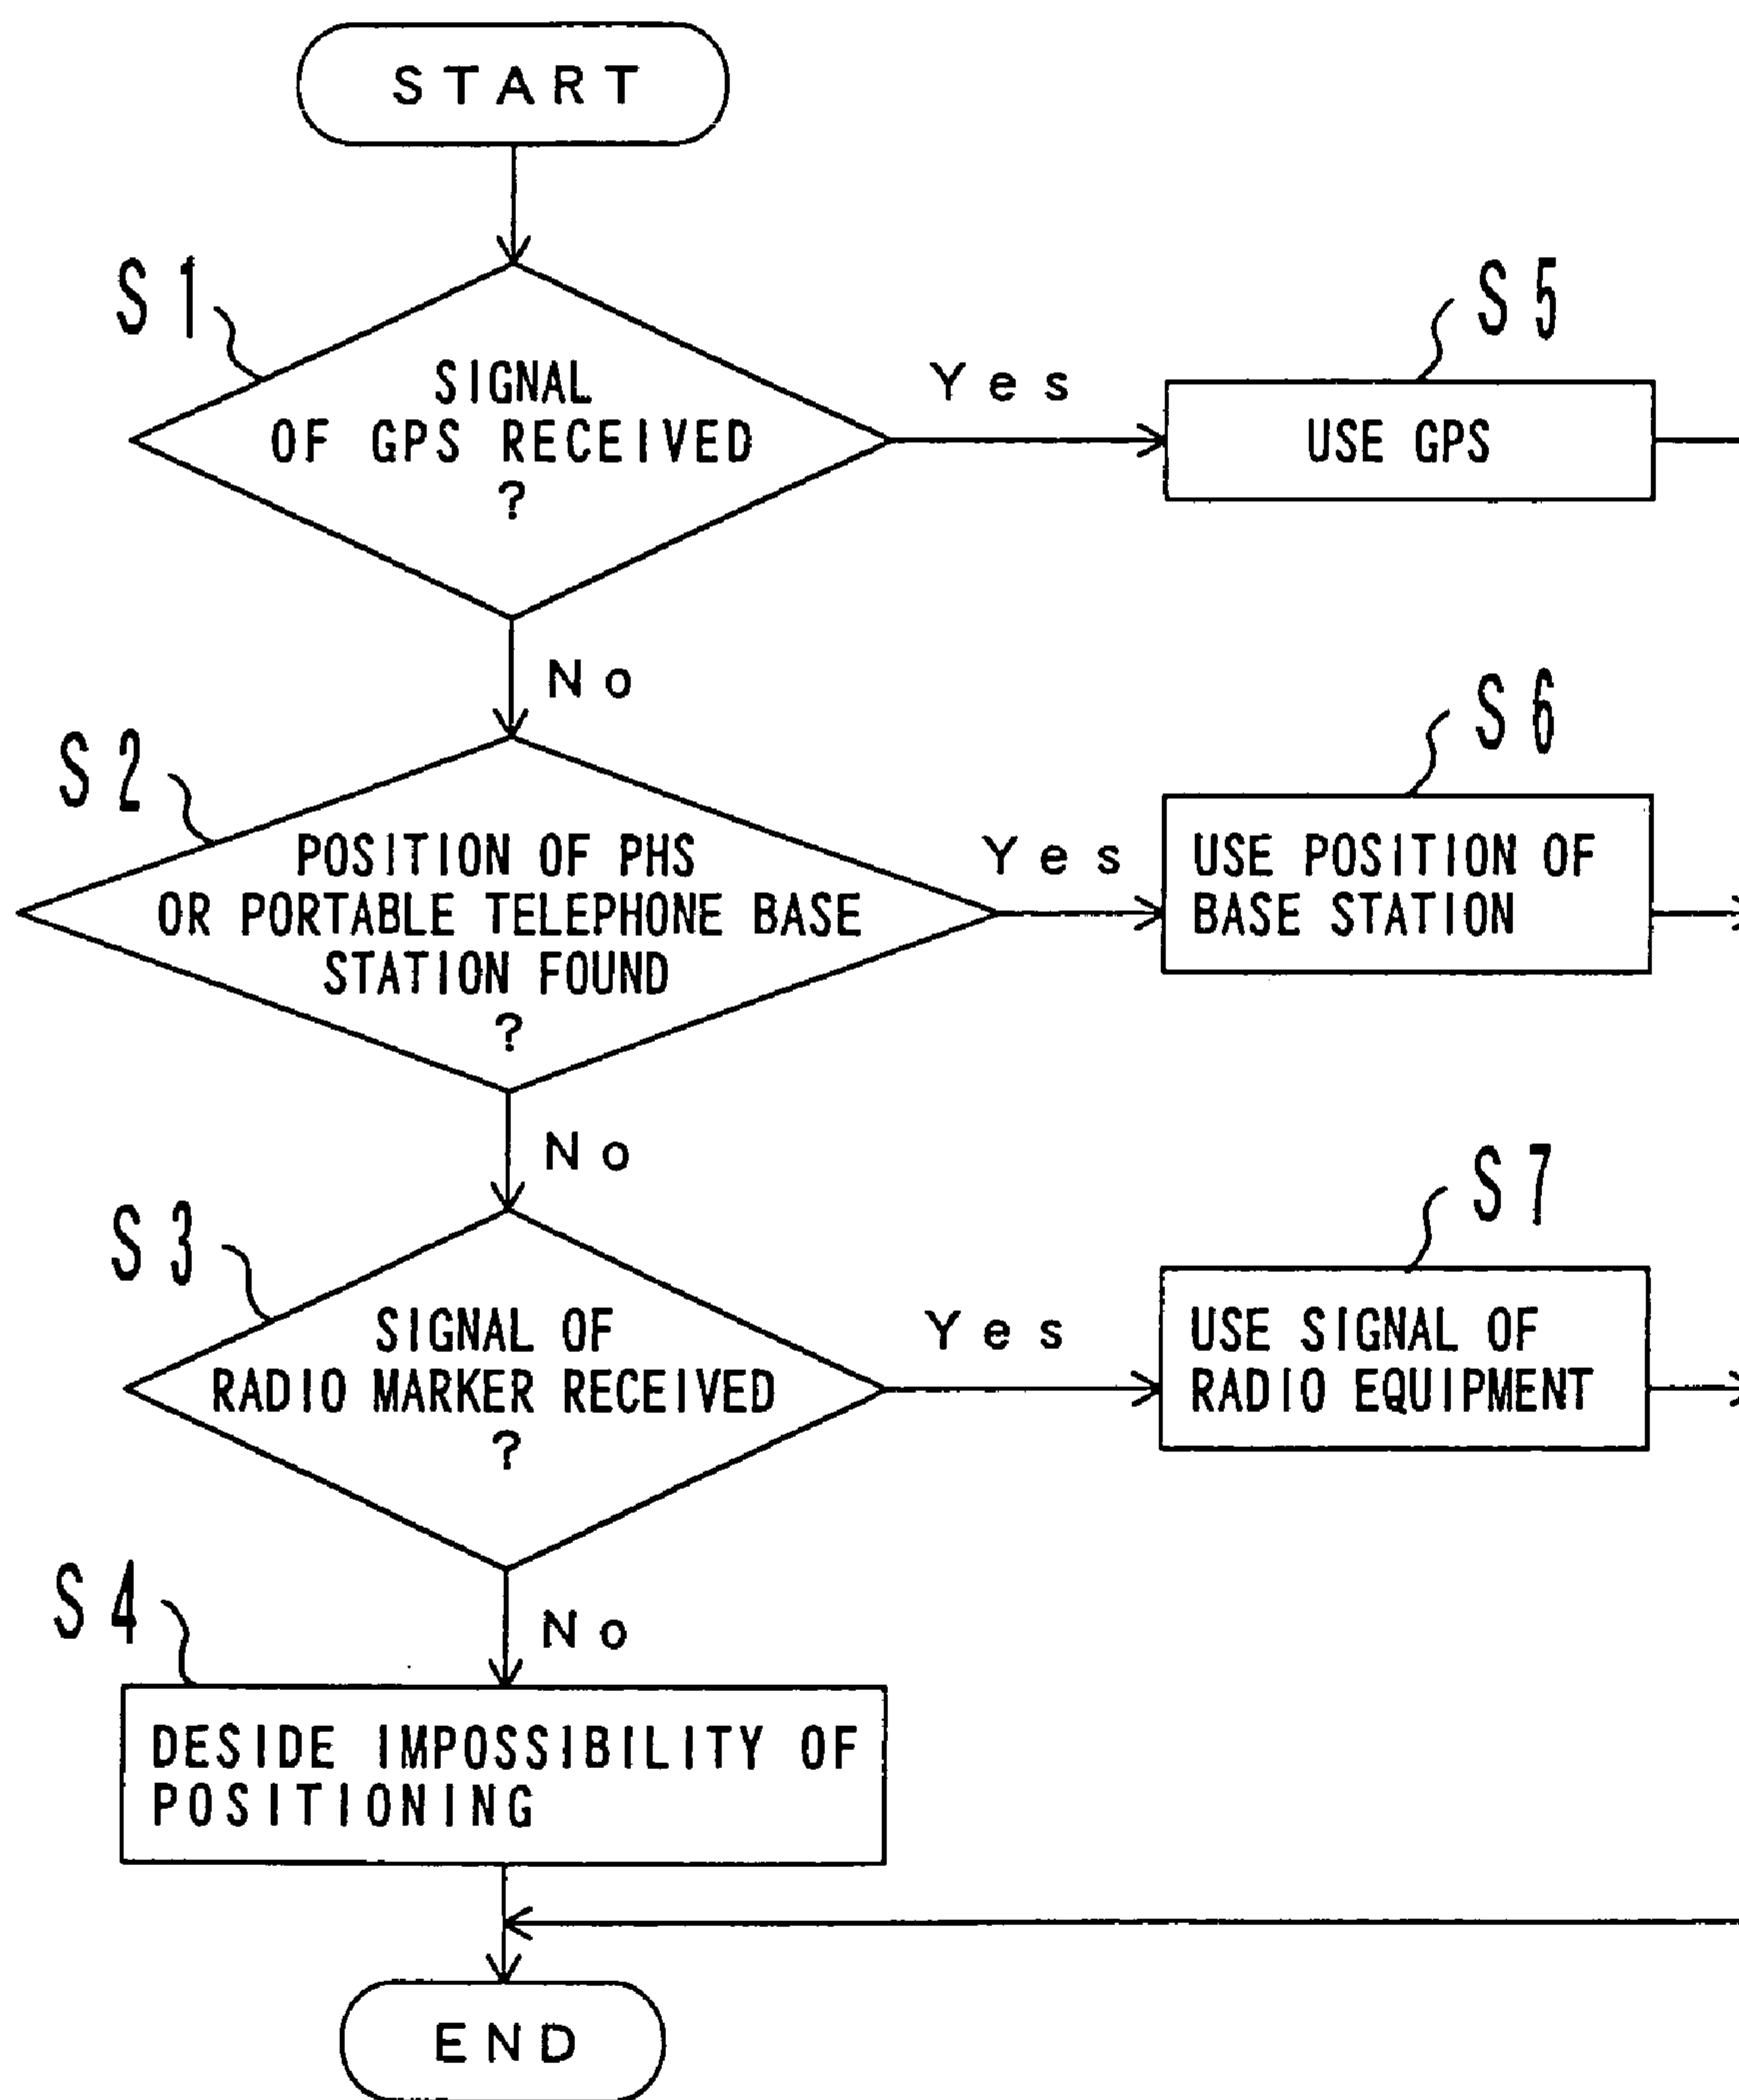 START
S1
SIGNAL
OF GPS RECEIVED
?
Yes
S5
USE GPS
No
S2
POSITION OF PHS
OR PORTABLE TELEPHONE BASE
STATION FOUND
?
Yes
S6
USE POSITION OF
BASE STATION
No
S3
SIGNAL OF
RADIO MARKER RECEIVED
?
Yes
S7
USE SIGNAL OF
RADIO EQUIPMENT
No
S4
DESIDE IMPOSSIBILITY OF
POSITIONING
END